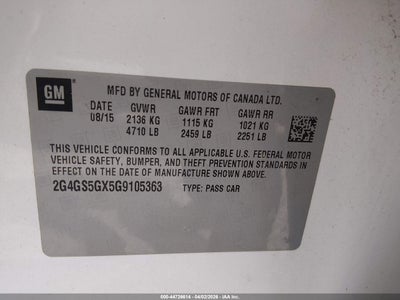 GM
MFD BY GENERAL MOTORS OF CANADA LTD.
DATE GVWR GAWR FRT GAWR RR
08/15 2136 KG 1115 KG 1021 KG
4710 LB 2459 LB 2251 LB
THIS VEHICLE CONFORMS TO ALL APPLICABLE U.S. FEDERAL MOTOR
VEHICLE SAFETY, BUMPER, AND THEFT PREVENTION STANDARDS IN
EFFECT ON THE DATE OF MANUFACTURE SHOWN ABOVE.
2G4GS5GX5G9105363 TYPE: PASS CAR